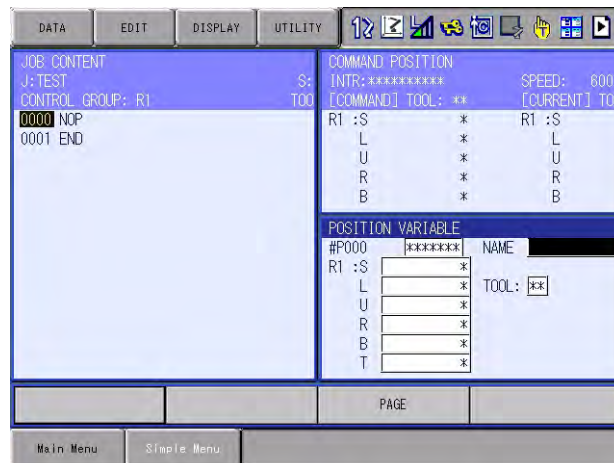 DATA EDIT DISPLAY UTILITY
JOB CONTENT
J:TEST S:
CONTROL GROUP: R1 TOO
0000 NOP
0001 END
COMMAND POSITION
INTR:********** SPEED: 600
[COMMAND] TOOL: ** [CURRENT] TO
R1 :S * R1 :S
L * L
U * U
R * R
B * B
POSITION VARIABLE
#P000 ******* NAME
R1 :S *
L * TOOL: **
U *
R *
B *
T *
PAGE
Main Menu Simple Menu